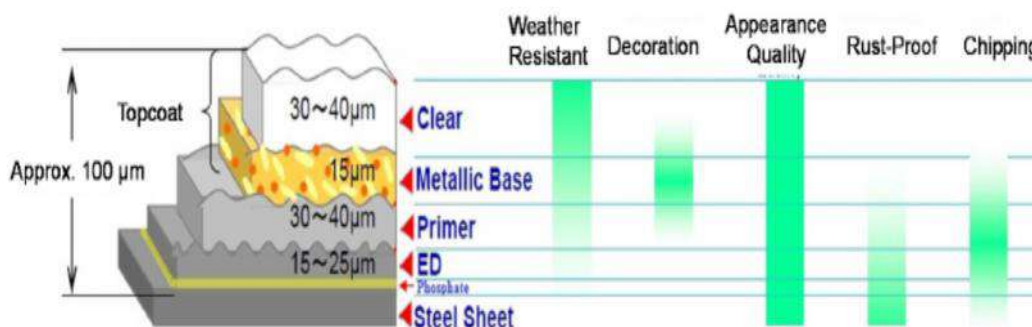 Weather
Resistant
Decoration
Appearance
Quality
Rust-Proof
Chipping
Topcoat
Approx. 100 μm
30~40μm
Clear
15μm
Metallic Base
30~40μm
Primer
15~25μm
ED
Phosphate
Steel Sheet